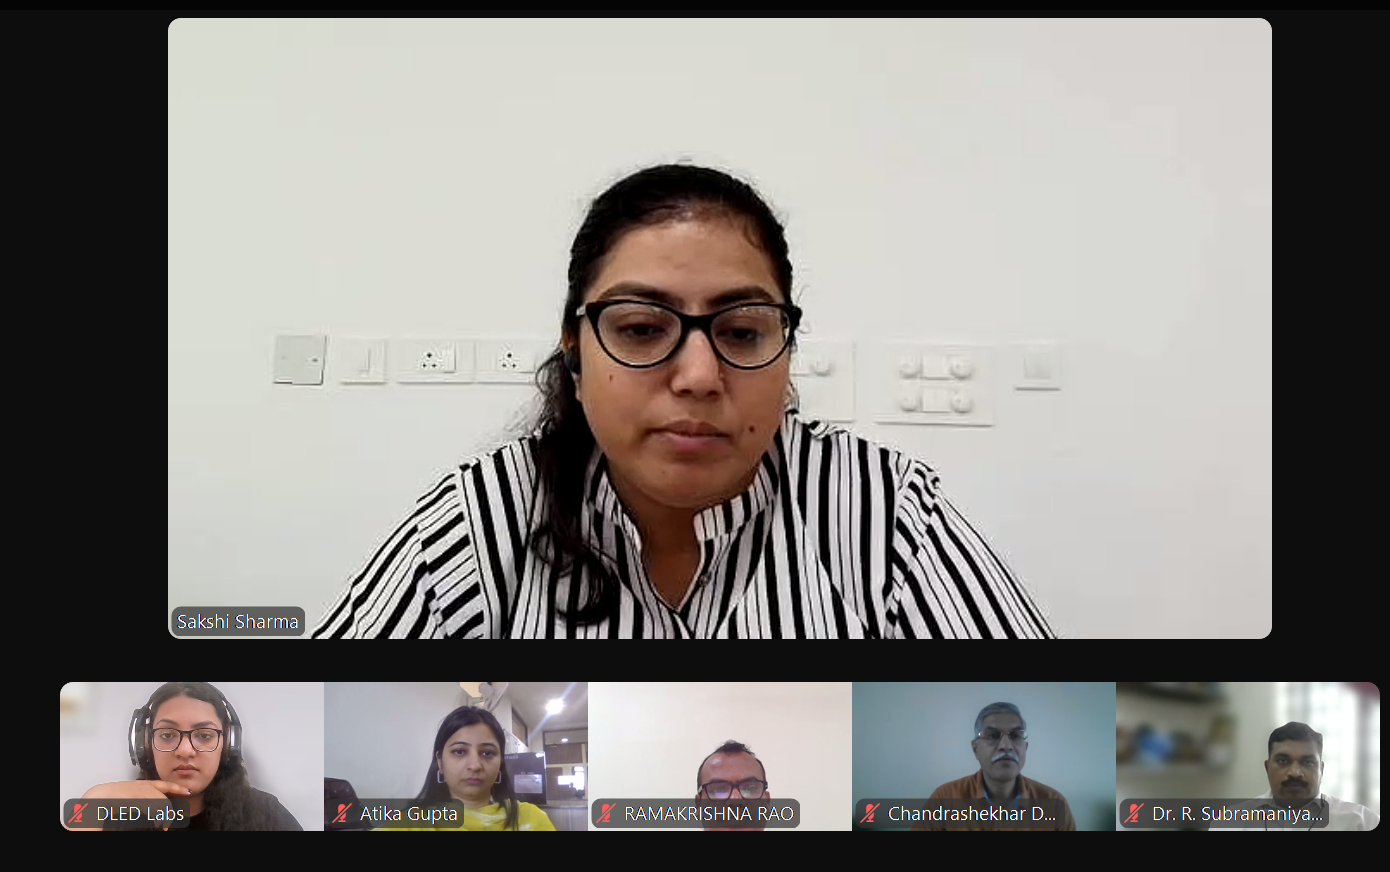 Sakshi Sharma
DLED Labs
Atika Gupta
RAMAKRISHNA RAO
Chandrashekhar D...
Dr. R. Subramaniya...